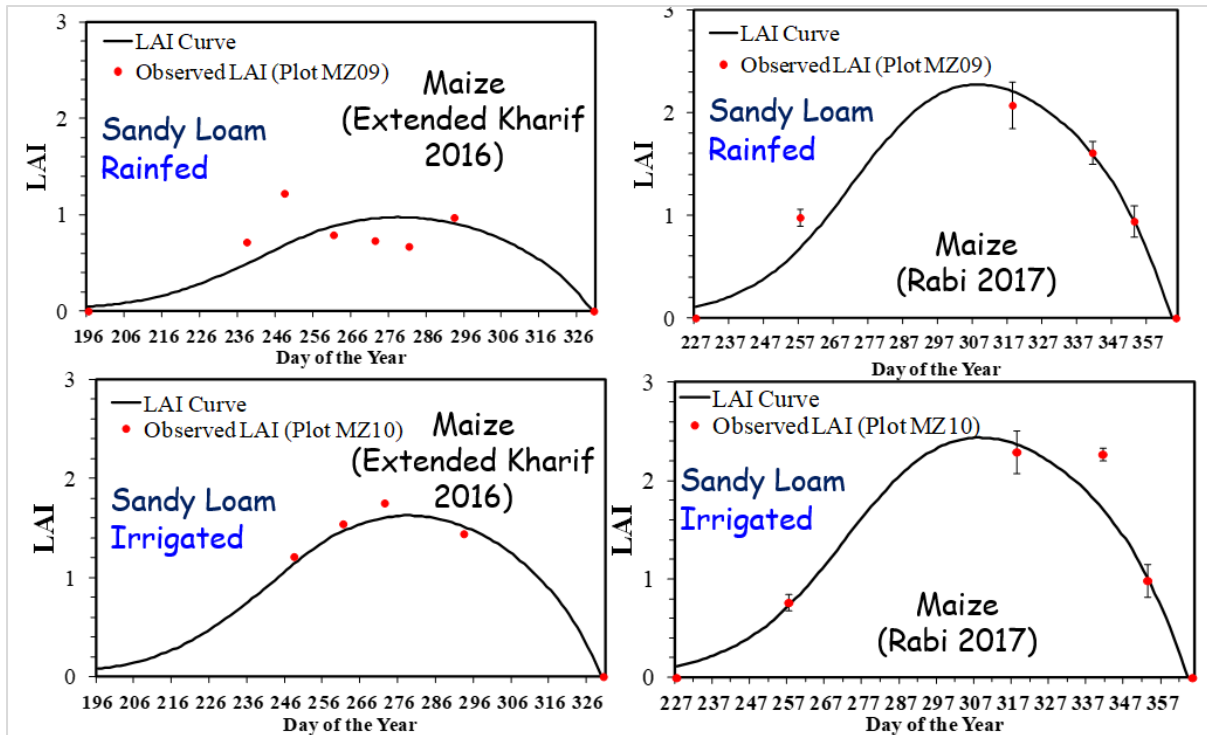 3
LAI Curve
Observed LAI (Plot MZ09)
Maize
(Extended Kharif
2016)
Sandy Loam
Rainfed
2
1
0
LAI
196 206 216 226 236 246 256 266 276 286 296 306 316 326
Day of the Year
3
LAI Curve
Observed LAI (Plot MZ09)
Sandy Loam
Rainfed
2
1
0
LAI
Maize
(Rabi 2017)
227 237 247 257 267 277 287 297 307 317 327 337 347 357
Day of the Year
3
LAI Curve
Observed LAI (Plot MZ10)
Maize
(Extended Kharif
2016)
Sandy Loam
Irrigated
2
1
0
LAI
196 206 216 226 236 246 256 266 276 286 296 306 316 326
Day of the Year
3
LAI Curve
Observed LAI (Plot MZ10)
Sandy Loam
Irrigated
2
1
0
LAI
Maize
(Rabi 2017)
227 237 247 257 267 277 287 297 307 317 327 337 347 357
Day of the Year